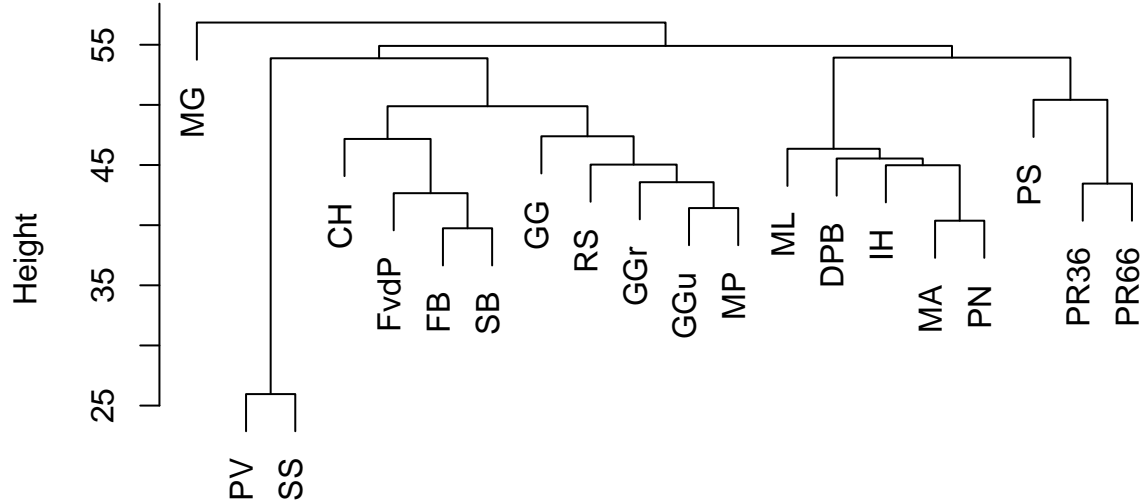 Height
55
45
35
25
MG
PV
SS
CH
FvdP
FB
SB
GG
RS
GGr
GGu
MP
ML
DPB
IH
MA
PN
PS
PR36
PR66